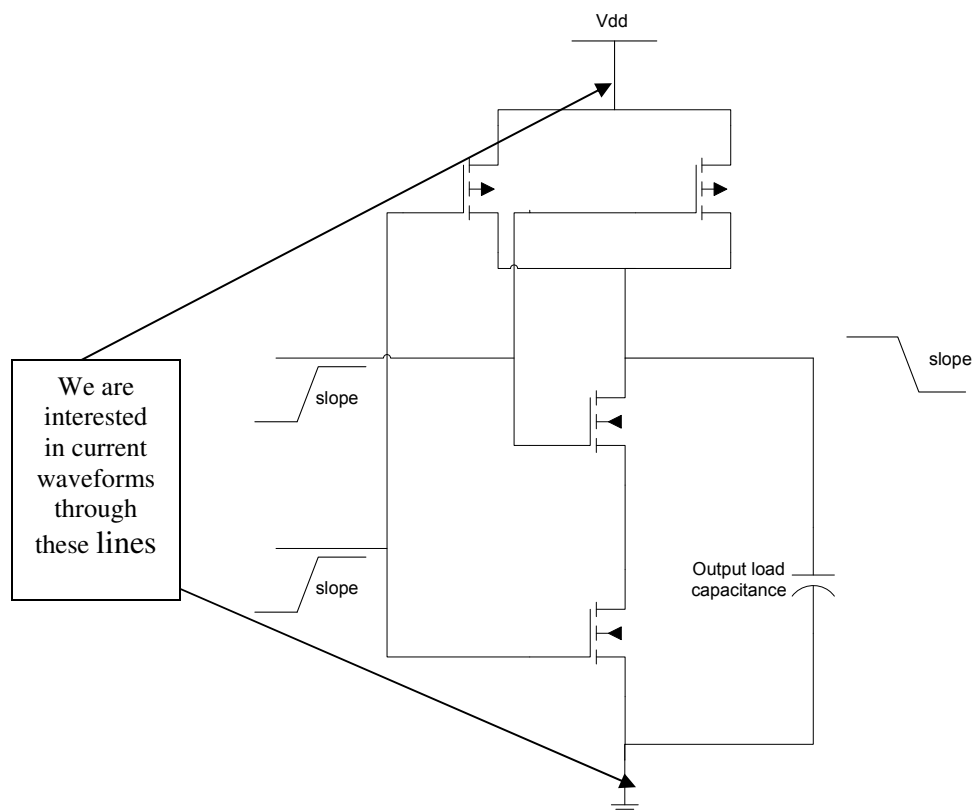 Vdd
We are
interested
in current
waveforms
through
these lines
slope
slope
slope
Output load
capacitance